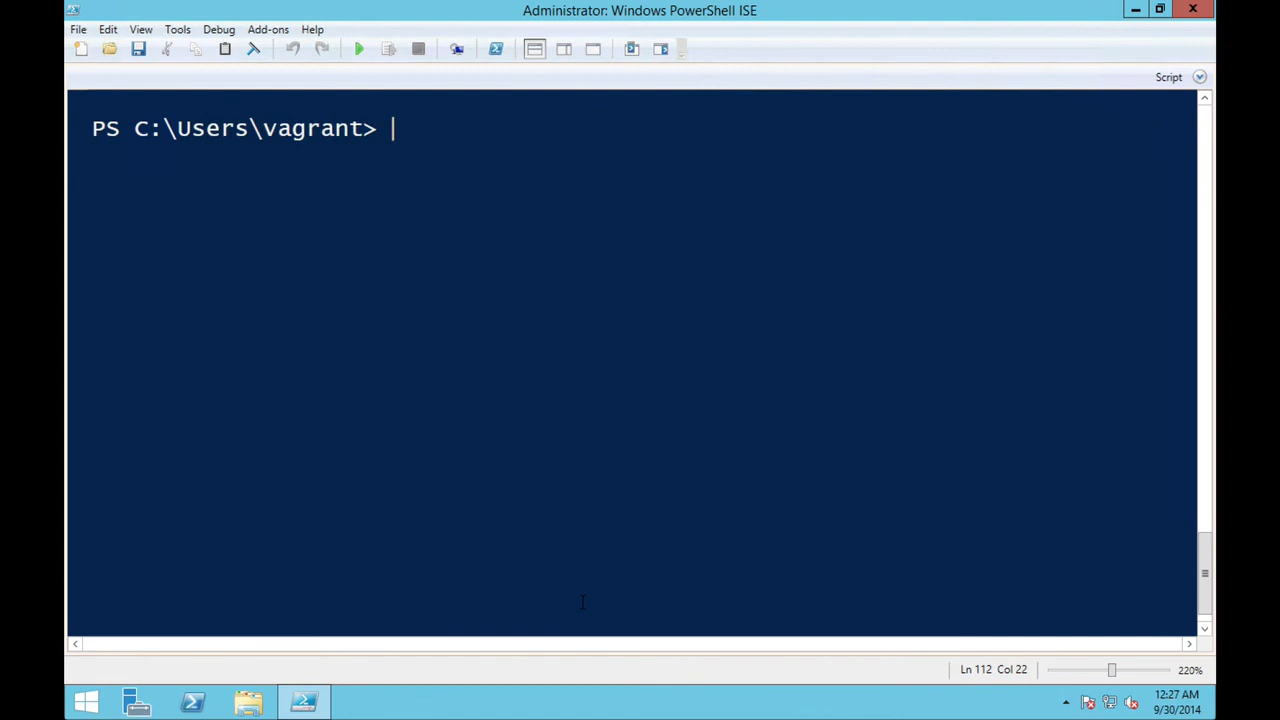 Administrator: Windows PowerShell ISE
File Edit View Tools Debug Add-ons Help
Script
PS C:\Users\vagrant>
Ln 112 Col 22
220%
12:27 AM
9/30/2014